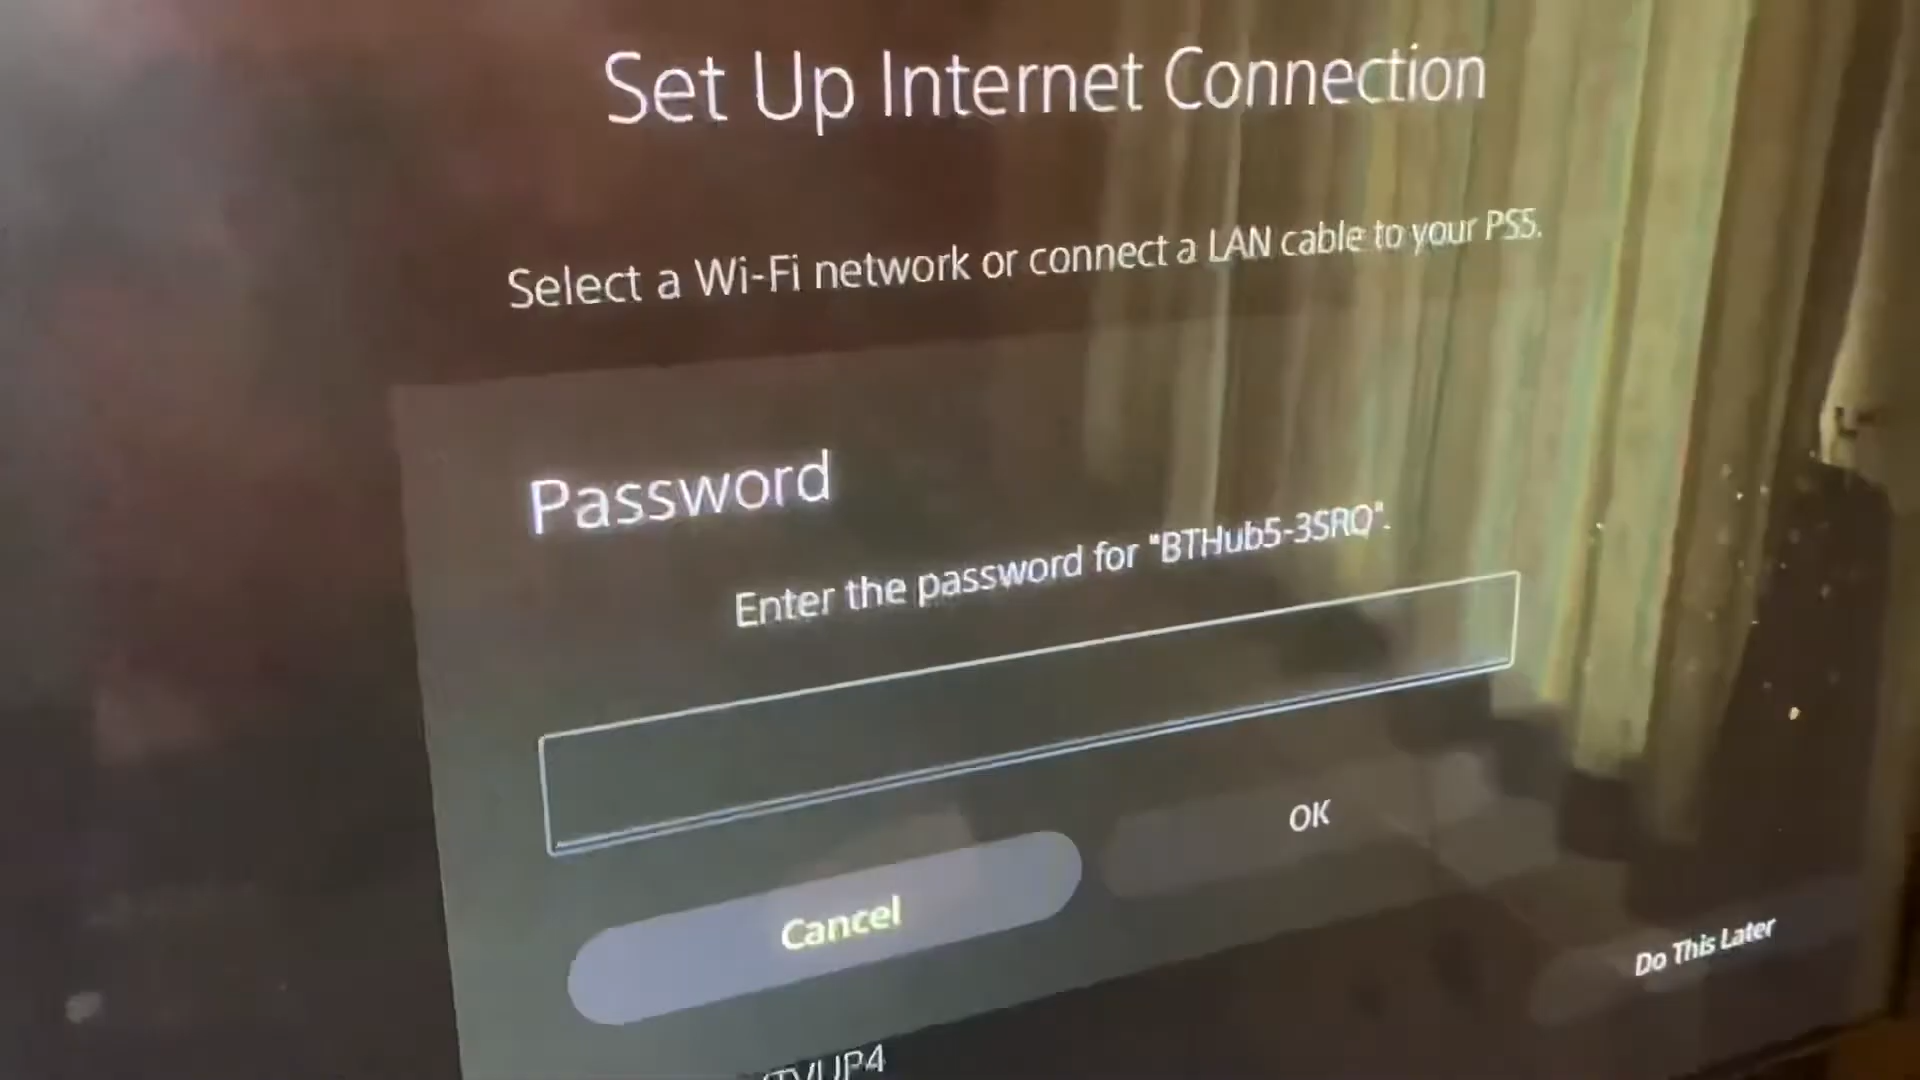 Set Up Internet Connection
Select a Wi-Fi network or connect a LAN cable to your PS5.
Password
Enter the password for "BTHub5-3SRQ".
OK
Cancel
Do This Later